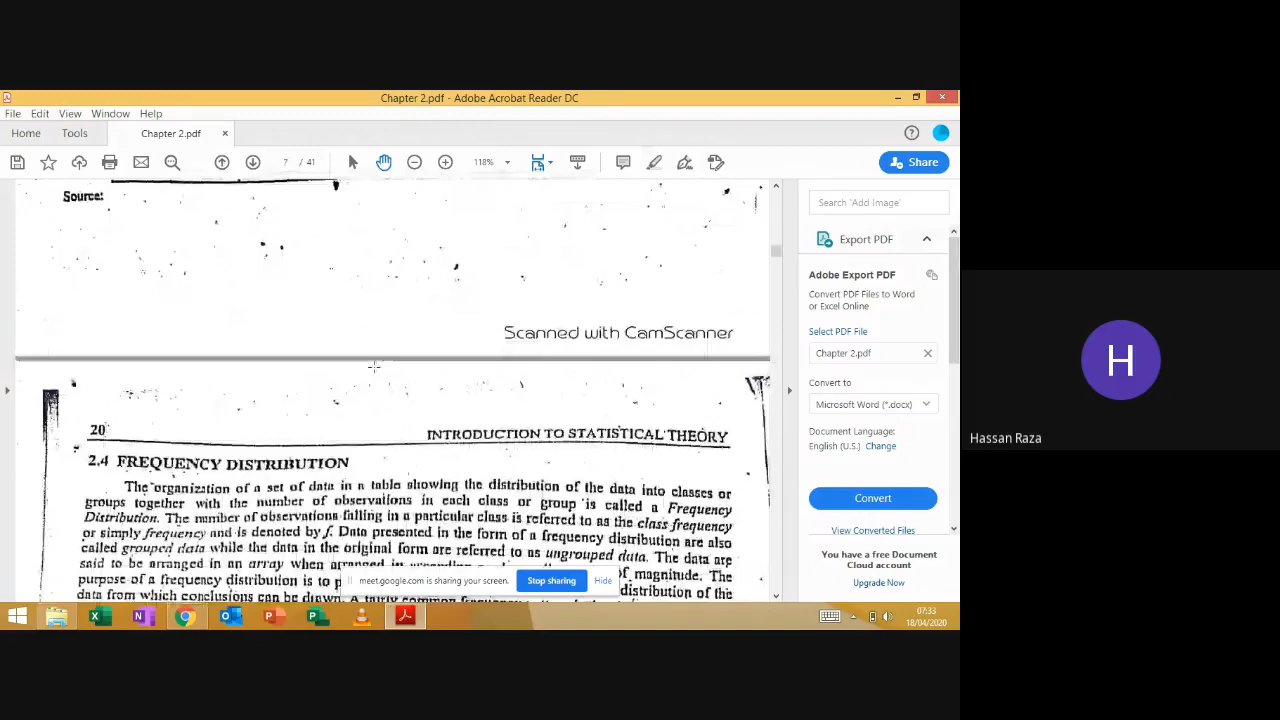 Chapter 2.pdf - Adobe Acrobat Reader DC
File Edit View Window Help
Home Tools Chapter 2.pdf ×
7 / 41 118% Share
Source:
Scanned with CamScanner
20 INTRODUCTION TO STATISTICAL THEORY
2.4 FREQUENCY DISTRIBUTION
The organization of a set of data in a table showing the distribution of the data into classes or
groups together with the number of observations in each class or group is called a Frequency
Distribution. The number of observations falling in a particular class is referred to as the class frequency
or simply frequency and is denoted by f. Data presented in the form of a frequency distribution are also
called grouped data while the data in the original form are referred to as ungrouped data. The data are
said to be arranged in an array when arranged in of magnitude. The
purpose of a frequency distribution is to distribution of the
data from which conclusions can be drawn. A fairly common
meet.google.com is sharing your screen. Stop sharing Hide
Search 'Add Image'
Export PDF
Adobe Export PDF
Convert PDF Files to Word
or Excel Online
Select PDF File
Chapter 2.pdf
Convert to
Microsoft Word (*.docx)
Document Language:
English (U.S.) Change
Convert
View Converted Files
You have a free Document
Cloud account
Upgrade Now
07:33
18/04/2020
H
Hassan Raza